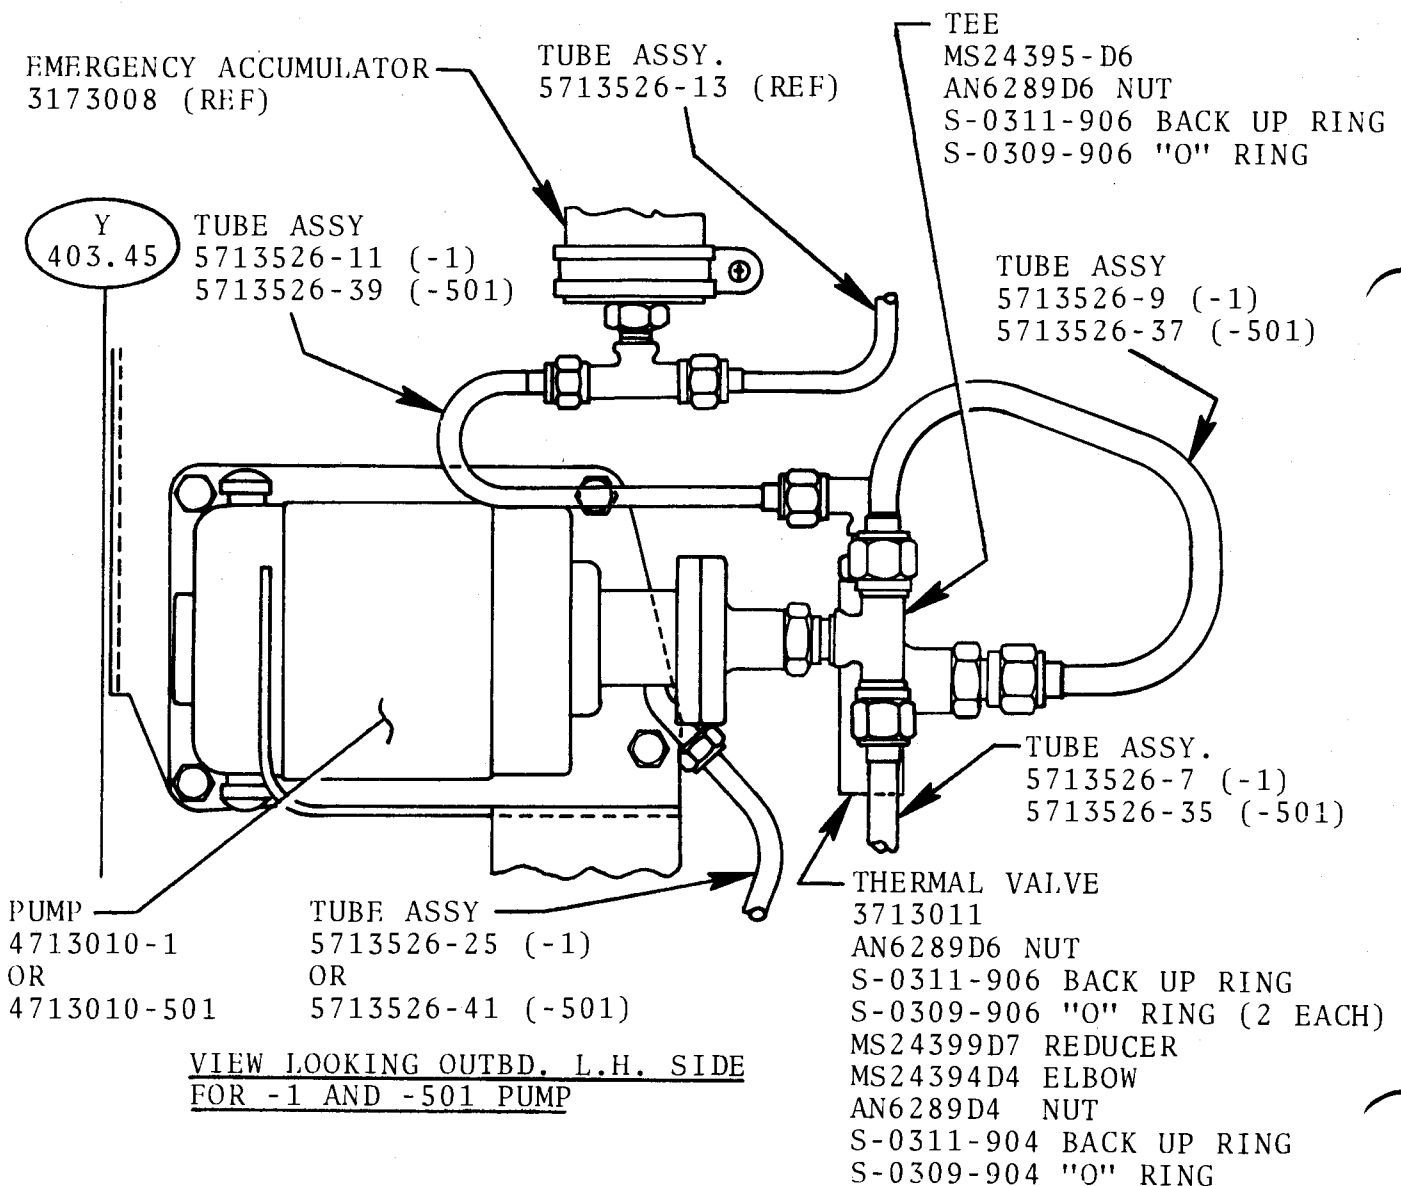 EMERGENCY ACCUMULATOR
3173008 (REF)
TUBE ASSY.
5713526-13 (REF)
TEE
MS24395-D6
AN6289D6 NUT
S-0311-906 BACK UP RING
S-0309-906 "O" RING
Y
403.45
TUBE ASSY
5713526-11 (-1)
5713526-39 (-501)
TUBE ASSY
5713526-9 (-1)
5713526-37 (-501)
TUBE ASSY.
5713526-7 (-1)
5713526-35 (-501)
PUMP
4713010-1
OR
4713010-501
TUBE ASSY
5713526-25 (-1)
OR
5713526-41 (-501)
THERMAL VALVE
3713011
AN6289D6 NUT
S-0311-906 BACK UP RING
S-0309-906 "O" RING (2 EACH)
MS24399D7 REDUCER
MS24394D4 ELBOW
AN6289D4 NUT
S-0311-904 BACK UP RING
S-0309-904 "O" RING
VIEW LOOKING OUTBD. L.H. SIDE
FOR -1 AND -501 PUMP